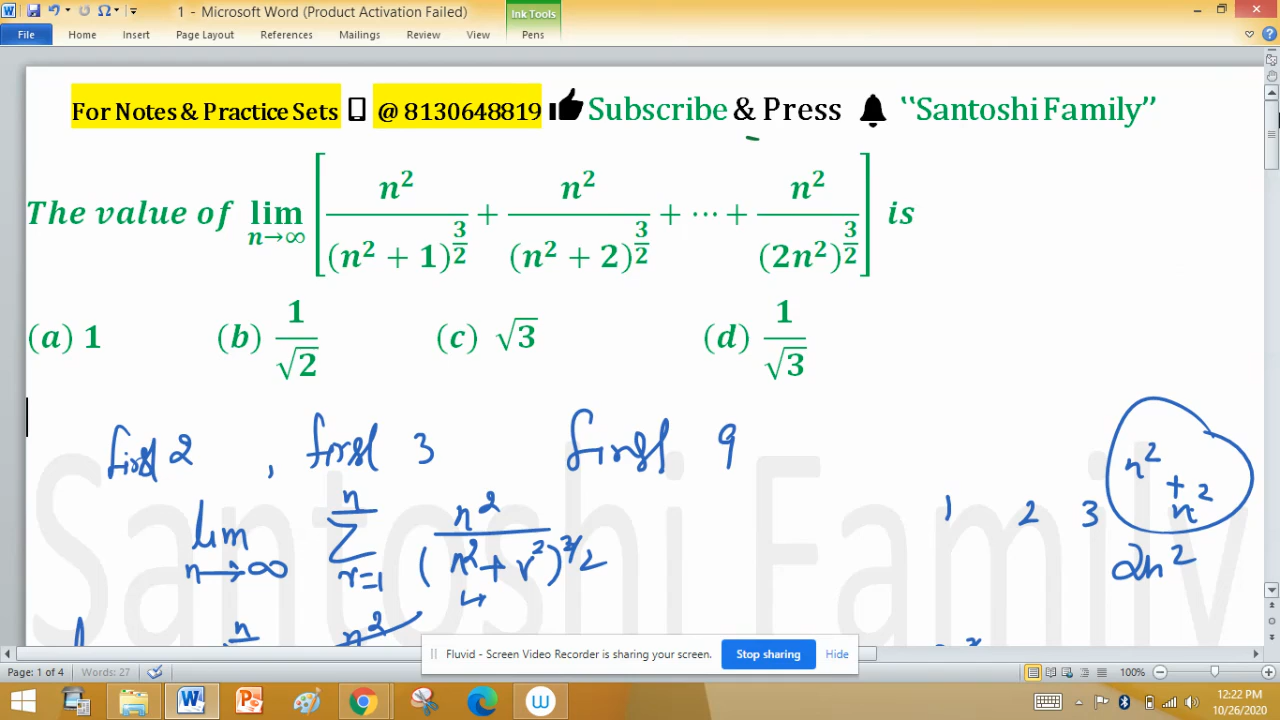 1 - Microsoft Word (Product Activation Failed)
Ink Tools
File Home Insert Page Layout References Mailings Review View Pens
For Notes & Practice Sets @ 8130648819 Subscribe & Press "Santoshi Family"
The value of lim n→∞ [ n²/(n² + 1)^(3/2) + n²/(n² + 2)^(3/2) + ⋯ + n²/(2n²)^(3/2) ] is
(a) 1 (b) 1/√2 (c) √3 (d) 1/√3
first 2 , first 3 first 9
lim n→∞ Σ r=1 n n²/(n² + r²)^(3/2)
1 2 3 n² + n²
2n²
n n²
Santoshi Family
Fluvid - Screen Video Recorder is sharing your screen. Stop sharing Hide
Page: 1 of 4 Words: 27 100%
12:22 PM
10/26/2020